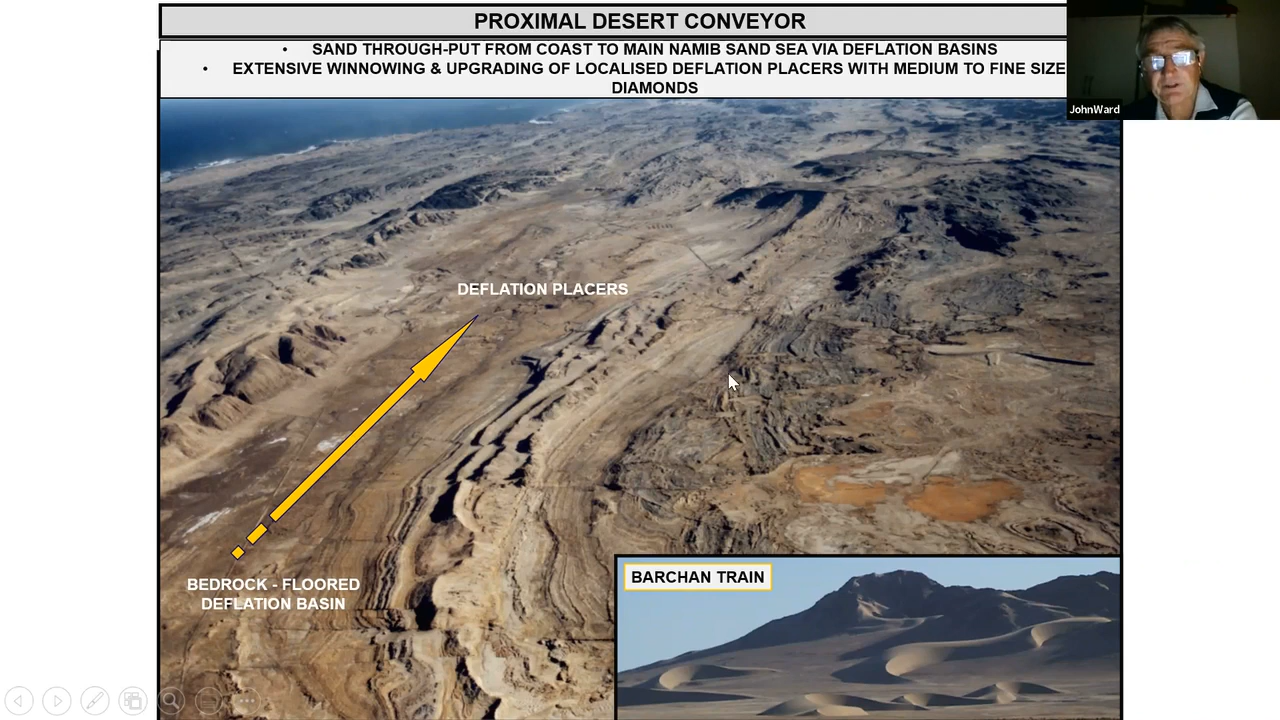 PROXIMAL DESERT CONVEYOR
• SAND THROUGH-PUT FROM COAST TO MAIN NAMIB SAND SEA VIA DEFLATION BASINS
• EXTENSIVE WINNOWING & UPGRADING OF LOCALISED DEFLATION PLACERS WITH MEDIUM TO FINE SIZE
DIAMONDS
JohnWard
DEFLATION PLACERS
BEDROCK - FLOORED
DEFLATION BASIN
BARCHAN TRAIN